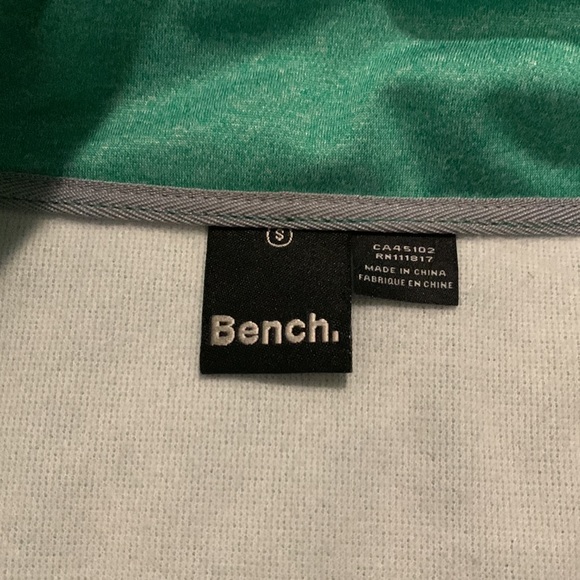 S
Bench.
CA45102
RN111817
MADE IN CHINA
FABRIQUE EN CHINE